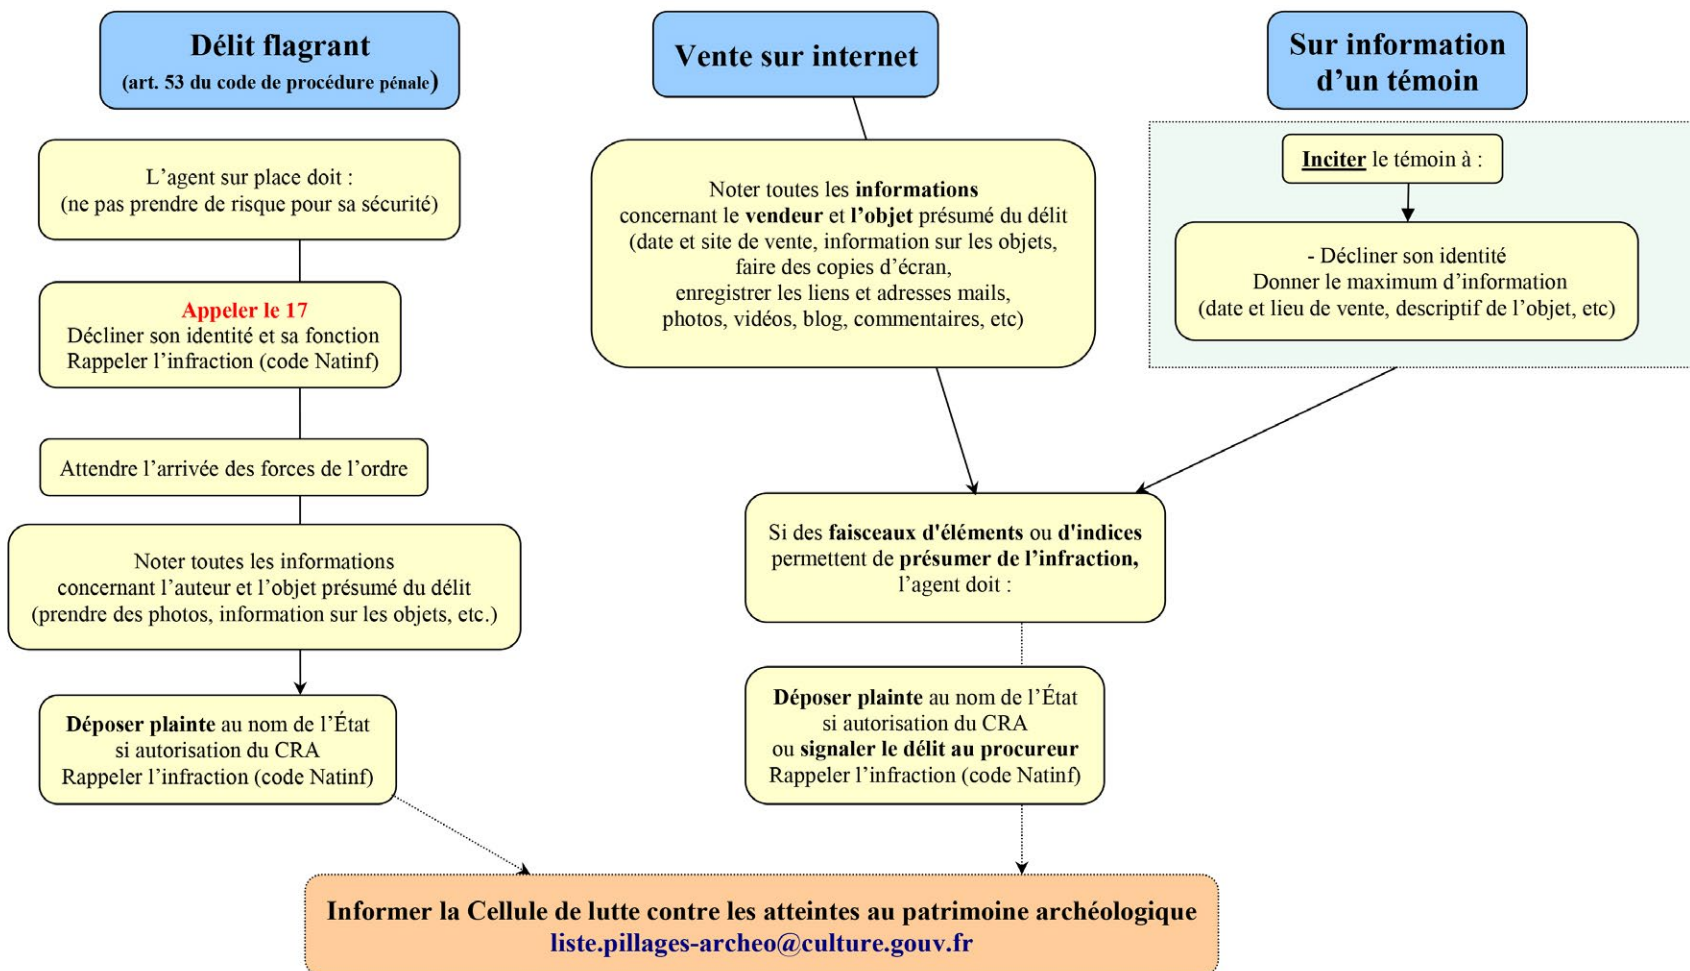 Délit flagrant
(art. 53 du code de procédure pénale)
L’agent sur place doit :
(ne pas prendre de risque pour sa sécurité)
Appeler le 17
Décliner son identité et sa fonction
Rappeler l’infraction (code Natinf)
Attendre l’arrivée des forces de l’ordre
Noter toutes les informations
concernant l’auteur et l’objet présumé du délit
(prendre des photos, information sur les objets, etc.)
Déposer plainte au nom de l’État
si autorisation du CRA
Rappeler l’infraction (code Natinf)
Vente sur internet
Noter toutes les informations
concernant le vendeur et l’objet présumé du délit
(date et site de vente, information sur les objets,
faire des copies d’écran,
enregistrer les liens et adresses mails,
photos, vidéos, blog, commentaires, etc)
Sur information
d’un témoin
Inciter le témoin à :
- Décliner son identité
Donner le maximum d’information
(date et lieu de vente, descriptif de l’objet, etc)
Si des faisceaux d'éléments ou d'indices
permettent de présumer de l’infraction,
l’agent doit :
Déposer plainte au nom de l’État
si autorisation du CRA
ou signaler le délit au procureur
Rappeler l’infraction (code Natinf)
Informer la Cellule de lutte contre les atteintes au patrimoine archéologique
liste.pillages-archeo@culture.gouv.fr